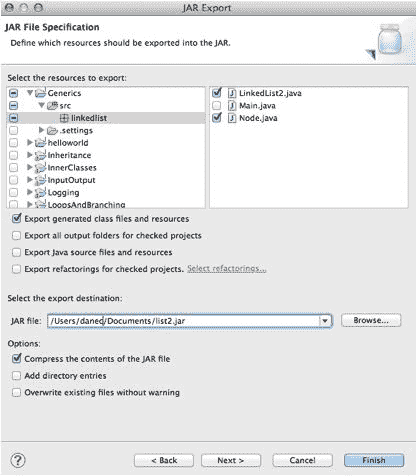 JAR Export
JAR File Specification
Define which resources should be exported into the JAR.
Select the resources to export:
Generics
src
linkedlist
.settings
helloworld
Inheritance
InnerClasses
InputOutput
Logging
LoopsAndBranching
LinkedList2.java
Main.java
Node.java
Export generated class files and resources
Export all output folders for checked projects
Export Java source files and resources
Export refactorings for checked projects. Select refactorings...
Select the export destination:
JAR file: /Users/danec/Documents/list2.jar Browse...
Options:
Compress the contents of the JAR file
Add directory entries
Overwrite existing files without warning
? < Back Next > Cancel Finish